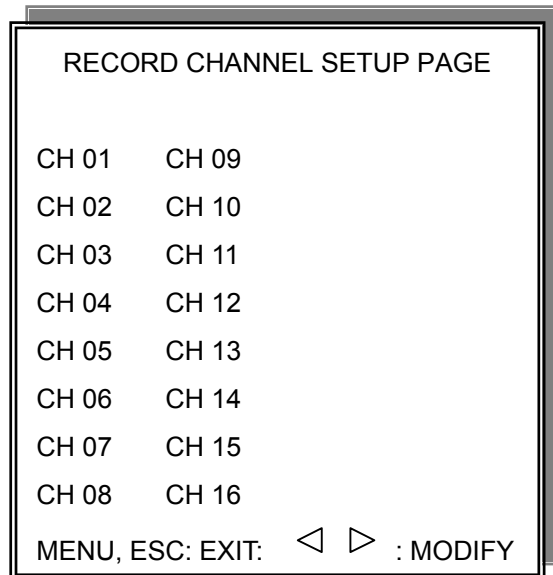 RECORD CHANNEL SETUP PAGE
CH 01 CH 09
CH 02 CH 10
CH 03 CH 11
CH 04 CH 12
CH 05 CH 13
CH 06 CH 14
CH 07 CH 15
CH 08 CH 16
MENU, ESC: EXIT: ◁ ▷ : MODIFY